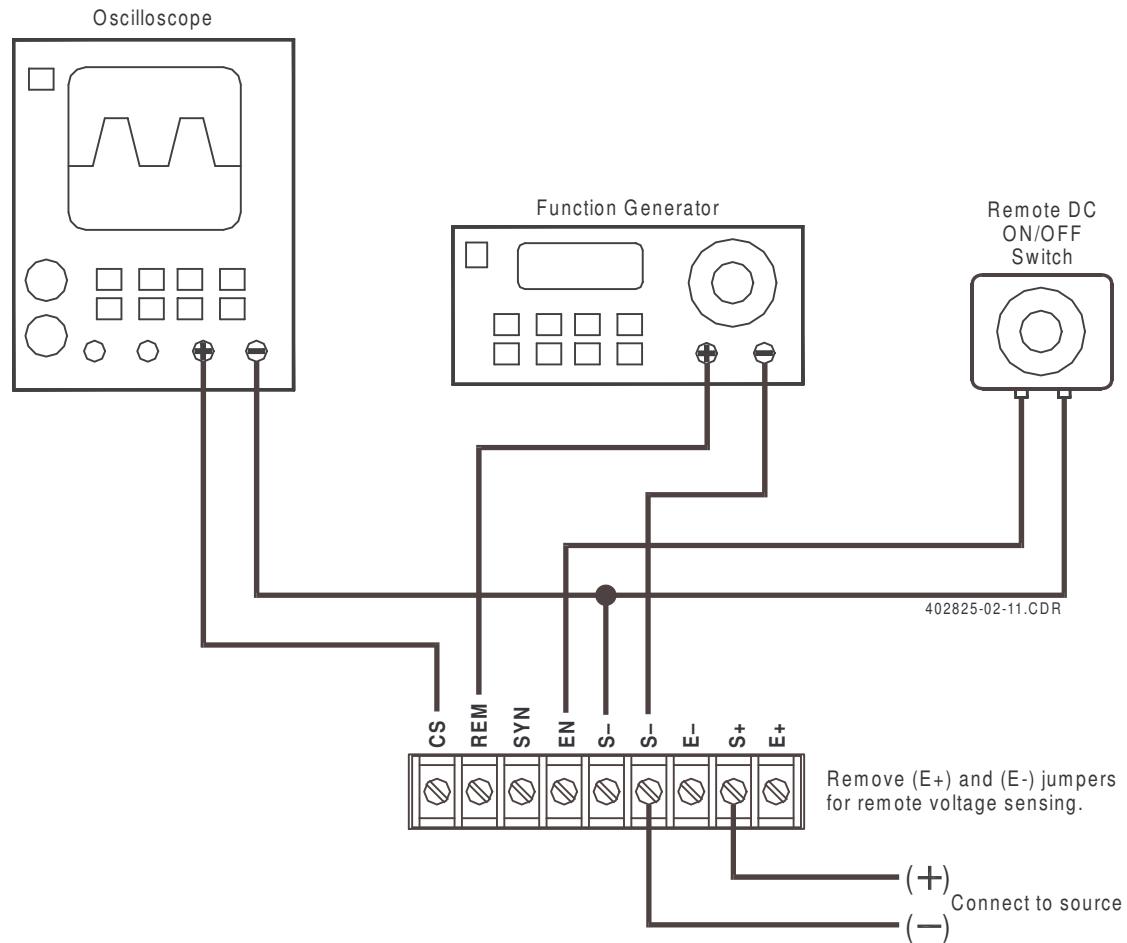 Oscilloscope
Function Generator
Remote DC
ON/OFF
Switch
402825-02-11.CDR
CS
REM
SYN
EN
S–
S–
E–
S+
E+
Remove (E+) and (E-) jumpers
for remote voltage sensing.
(+)
Connect to source
(–)